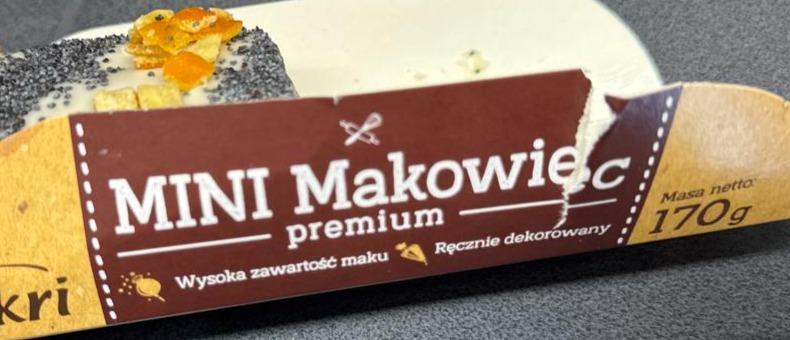 MINI Makowiec
premium
Wysoka zawartość maku
Ręcznie dekorowany
Masa netto:
170g
kri